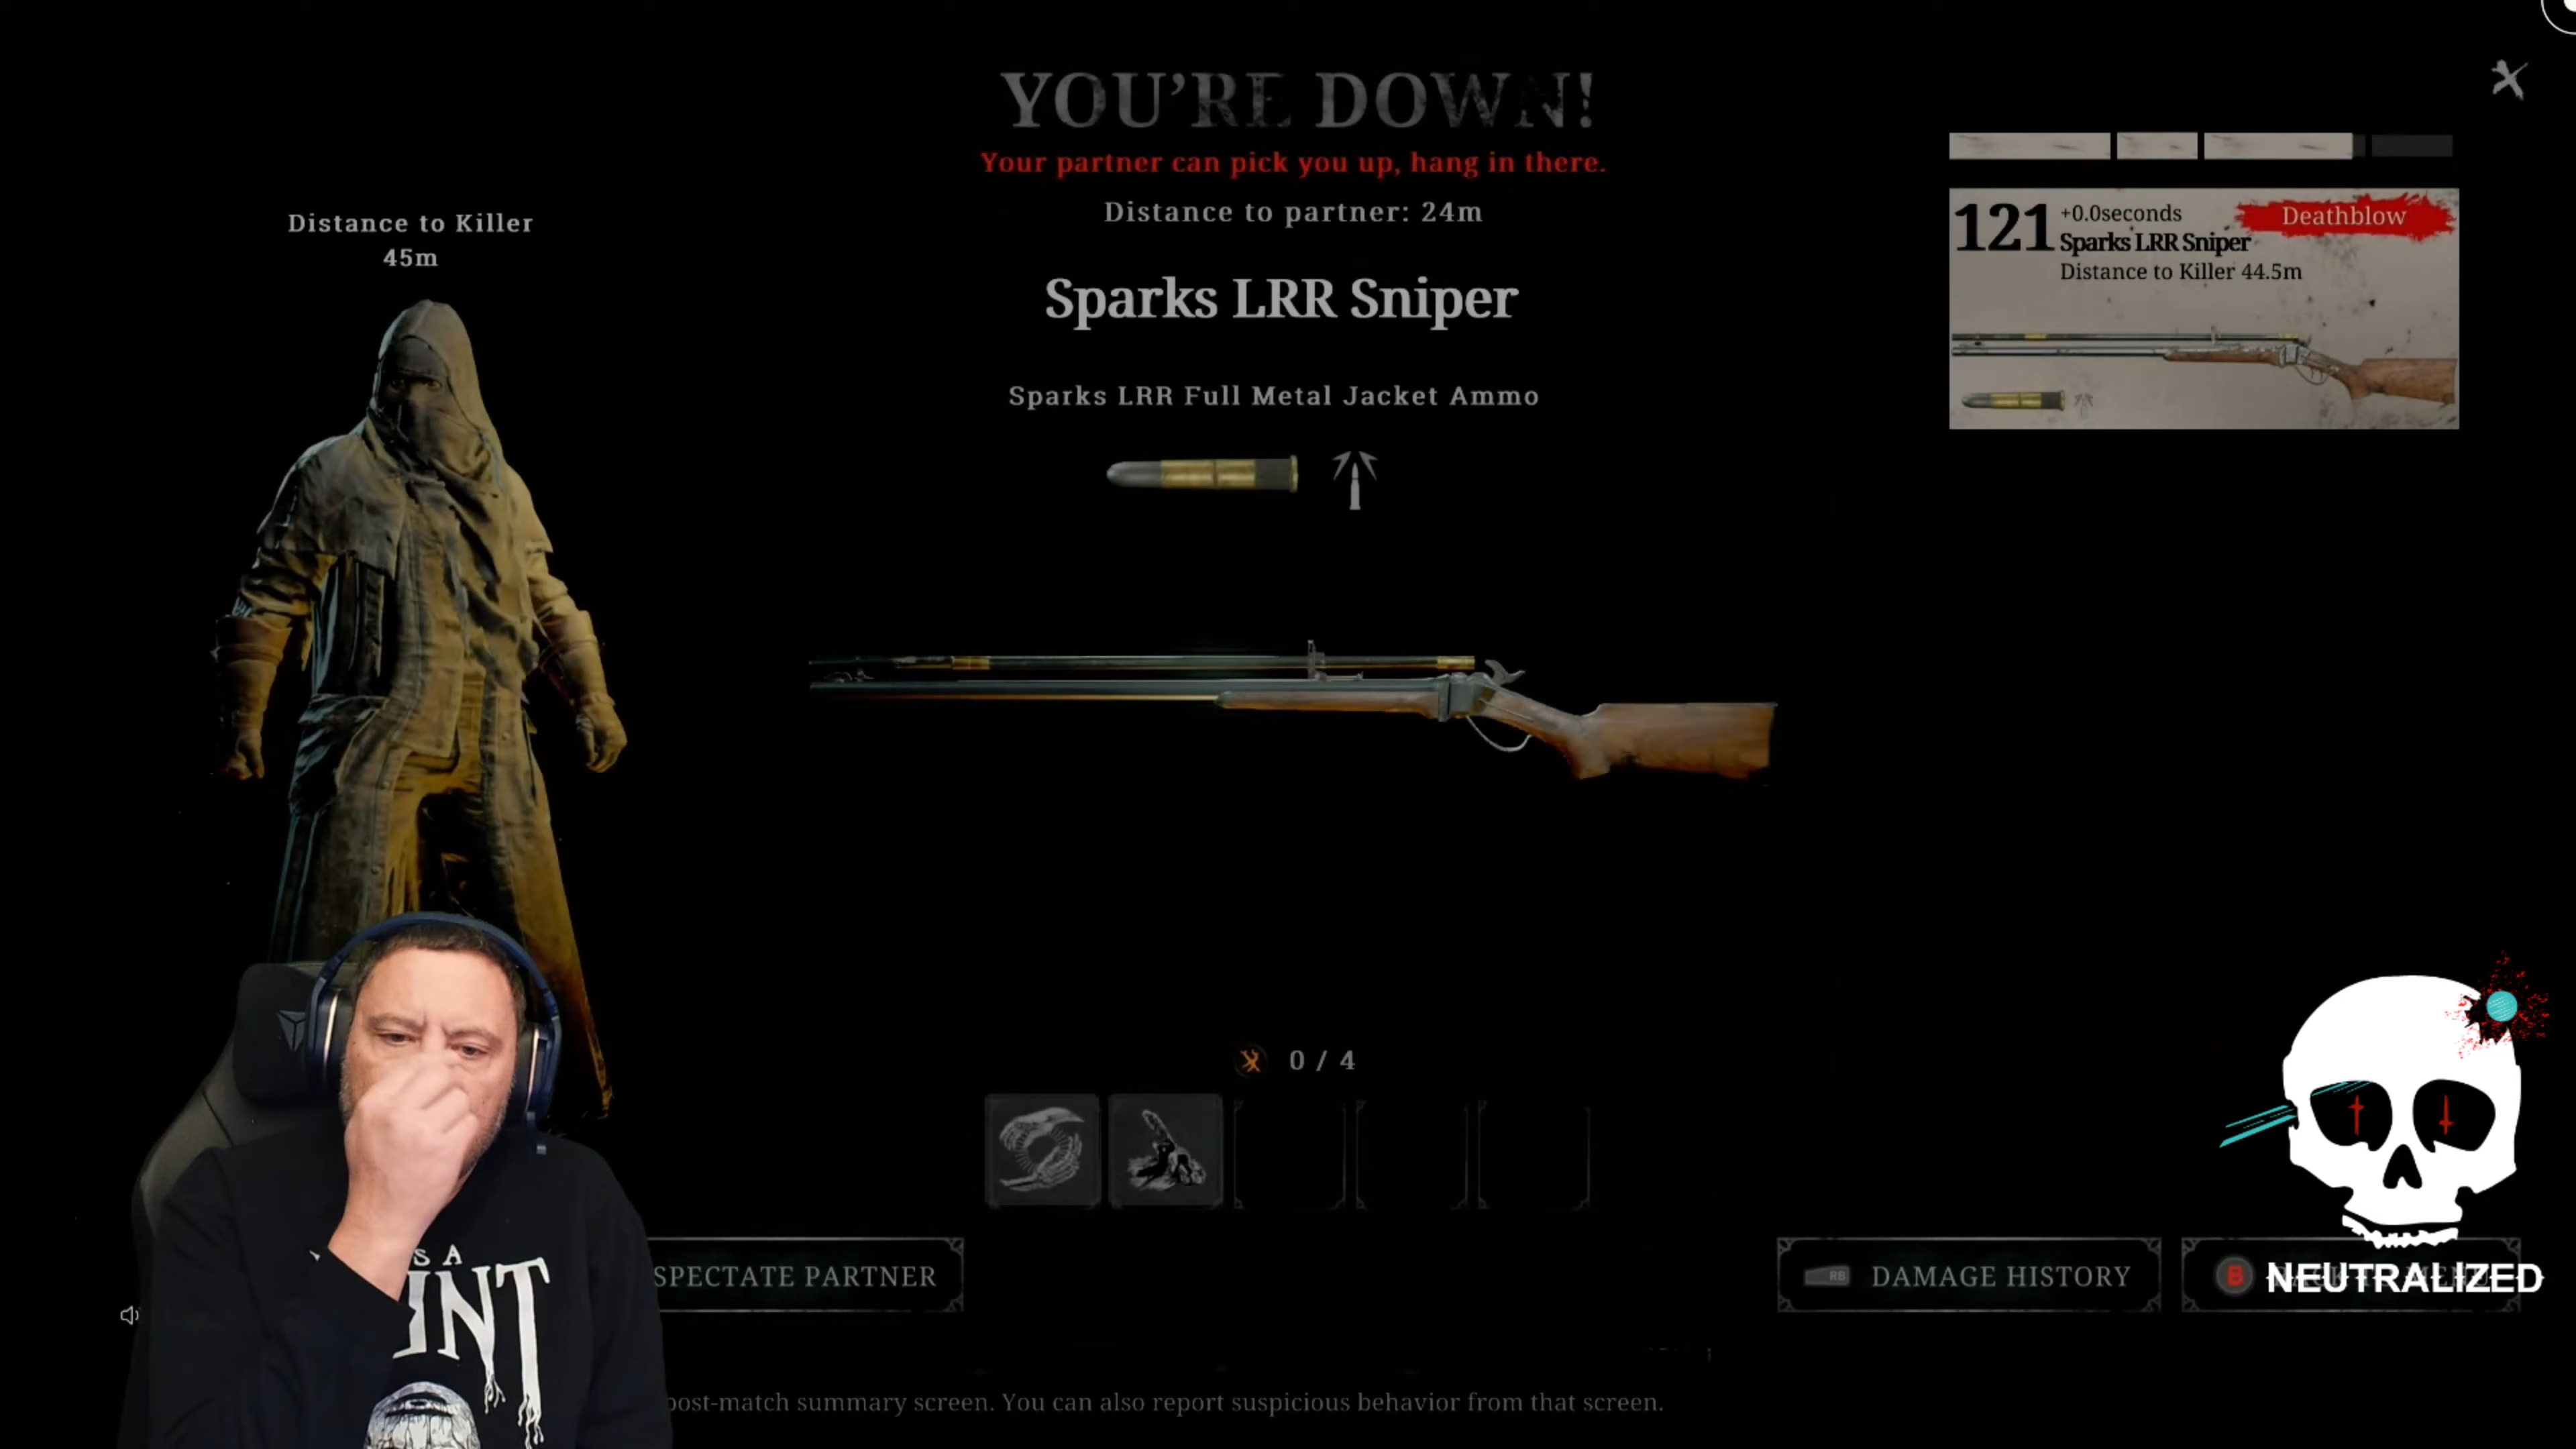 YOU'RE DOWN!
Your partner can pick you up, hang in there.
Distance to partner: 24m
Distance to Killer
45m
Sparks LRR Sniper
Sparks LRR Full Metal Jacket Ammo
121
+0.0seconds
Deathblow
Sparks LRR Sniper
Distance to Killer 44.5m
0 / 4
SPECTATE PARTNER
RB
DAMAGE HISTORY
B
NEUTRALIZED
S A
UNT
post-match summary screen. You can also report suspicious behavior from that screen.